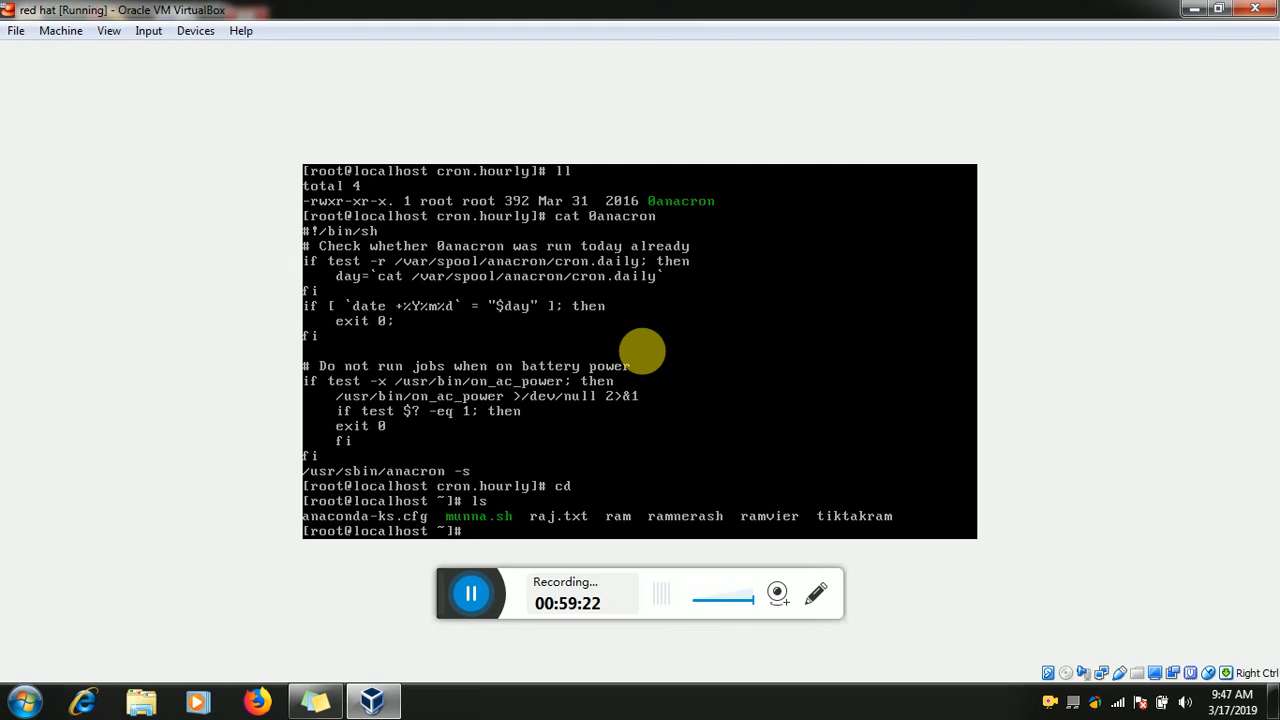 red hat [Running] - Oracle VM VirtualBox
File Machine View Input Devices Help
[root@localhost cron.hourly]# ll
total 4
-rwxr-xr-x. 1 root root 392 Mar 31  2016 0anacron
[root@localhost cron.hourly]# cat 0anacron
#!/bin/sh
# Check whether 0anacron was run today already
if test -r /var/spool/anacron/cron.daily; then
    day=`cat /var/spool/anacron/cron.daily`
fi
if [ `date +%Y%m%d` = "$day" ]; then
    exit 0;
fi
# Do not run jobs when on battery power
if test -x /usr/bin/on_ac_power; then
    /usr/bin/on_ac_power >/dev/null 2>&1
    if test $? -eq 1; then
    exit 0
    fi
fi
/usr/sbin/anacron -s
[root@localhost cron.hourly]# cd
[root@localhost ~]# ls
anaconda-ks.cfg  munna.sh  raj.txt  ram  ramnerash  ramvier  tiktakram
[root@localhost ~]#
Recording...
00:59:22
Right Ctrl
9:47 AM
3/17/2019